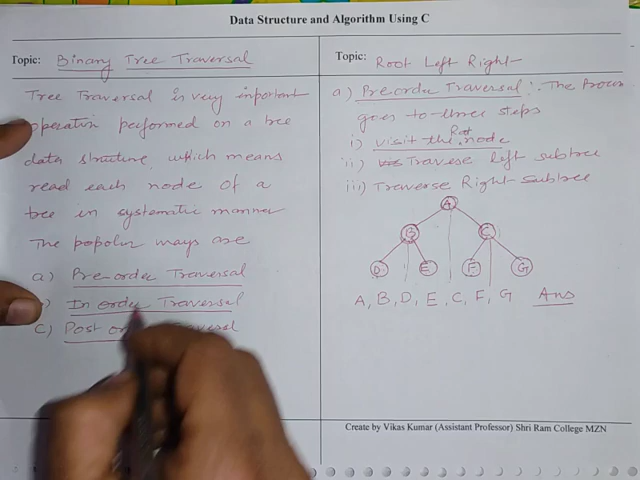 Data Structure and Algorithm Using C
Topic: Binary Tree Traversal
Tree Traversal is very important
operation performed on a tree
data structure which means
read each node of a
tree in systematic manner
The popular ways are
a) Pre-order Traversal
In order Traversal
C) Post
Topic: Root Left Right
a) Pre order Traversal :- The
goes to three steps
i) visit the Root node
ii) Travese left subtree
iii) Traverse Right-Subtree
A
B C
D E F G
A, B, D, E, C, F, G Ans
Create by Vikas Kumar (Assistant Professor) Shri Ram College MZN